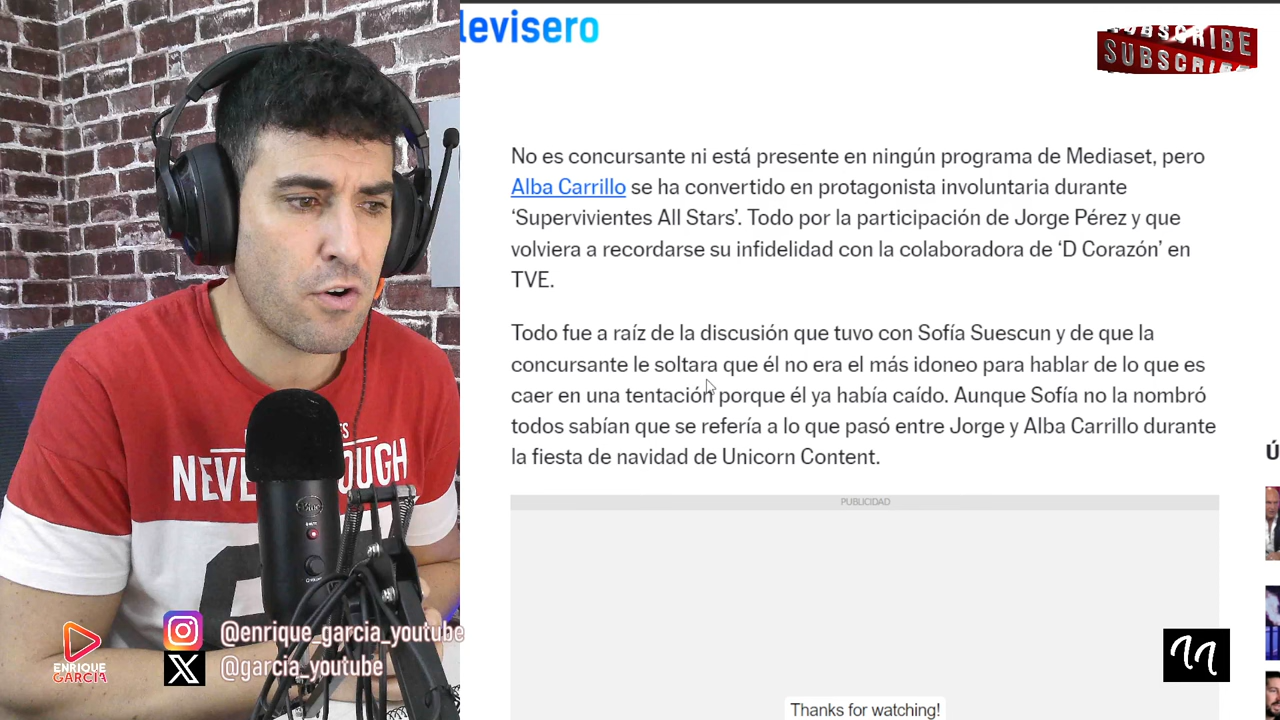 levisero
SUBSCRIBE
SUBSCRIBE
No es concursante ni está presente en ningún programa de Mediaset, pero
Alba Carrillo se ha convertido en protagonista involuntaria durante
‘Supervivientes All Stars’. Todo por la participación de Jorge Pérez y que
volviera a recordarse su infidelidad con la colaboradora de ‘D Corazón’ en
TVE.
Todo fue a raíz de la discusión que tuvo con Sofía Suescun y de que la
concursante le soltara que él no era el más idoneo para hablar de lo que es
caer en una tentación porque él ya había caído. Aunque Sofía no la nombró
todos sabían que se refería a lo que pasó entre Jorge y Alba Carrillo durante
la fiesta de navidad de Unicorn Content.
PUBLICIDAD
Ú
@enrique_garcia_youtube
@garcia_youtube
ENRIQUE
GARCIA
Thanks for watching!